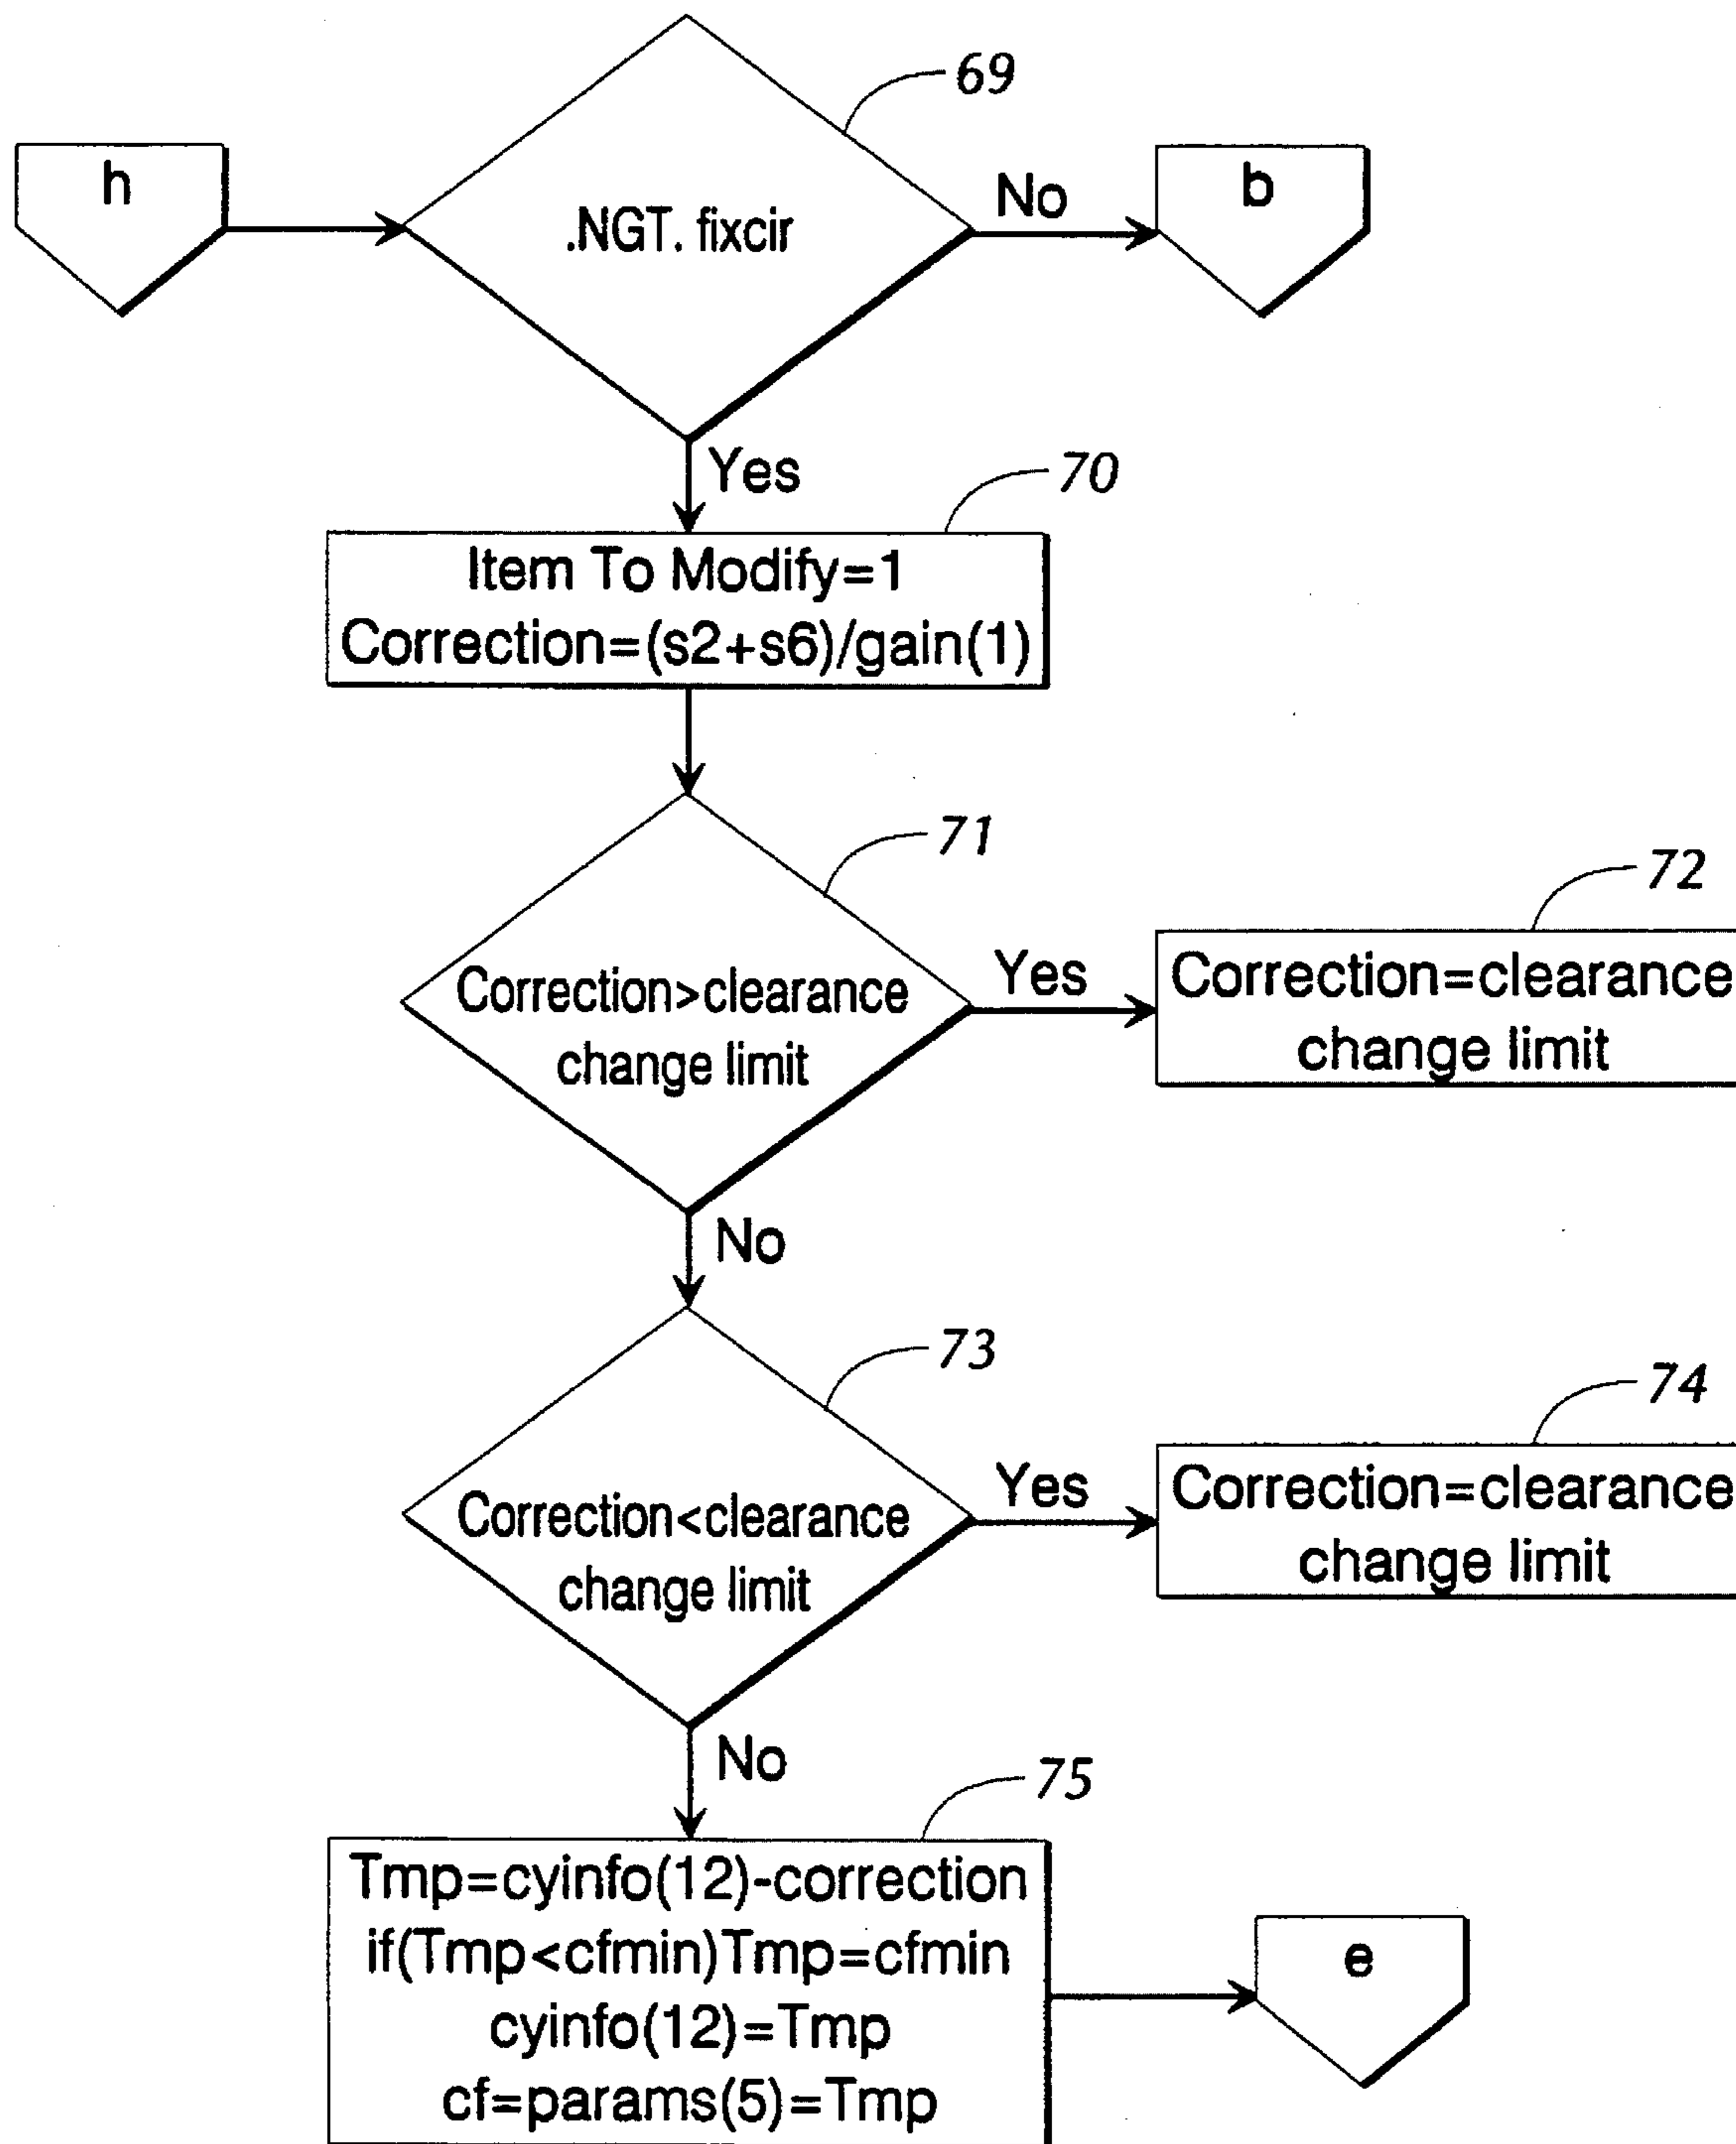 69
h
.NGT. fixcir
No
b
Yes
70
Item To Modify=1
Correction=(s2+s6)/gain(1)
71
72
Correction>clearance
change limit
Yes
Correction=clearance
change limit
No
73
74
Correction<clearance
change limit
Yes
Correction=clearance
change limit
No
75
Tmp=cyinfo(12)-correction
if(Tmp<cfmin)Tmp=cfmin
cyinfo(12)=Tmp
cf=params(5)=Tmp
e